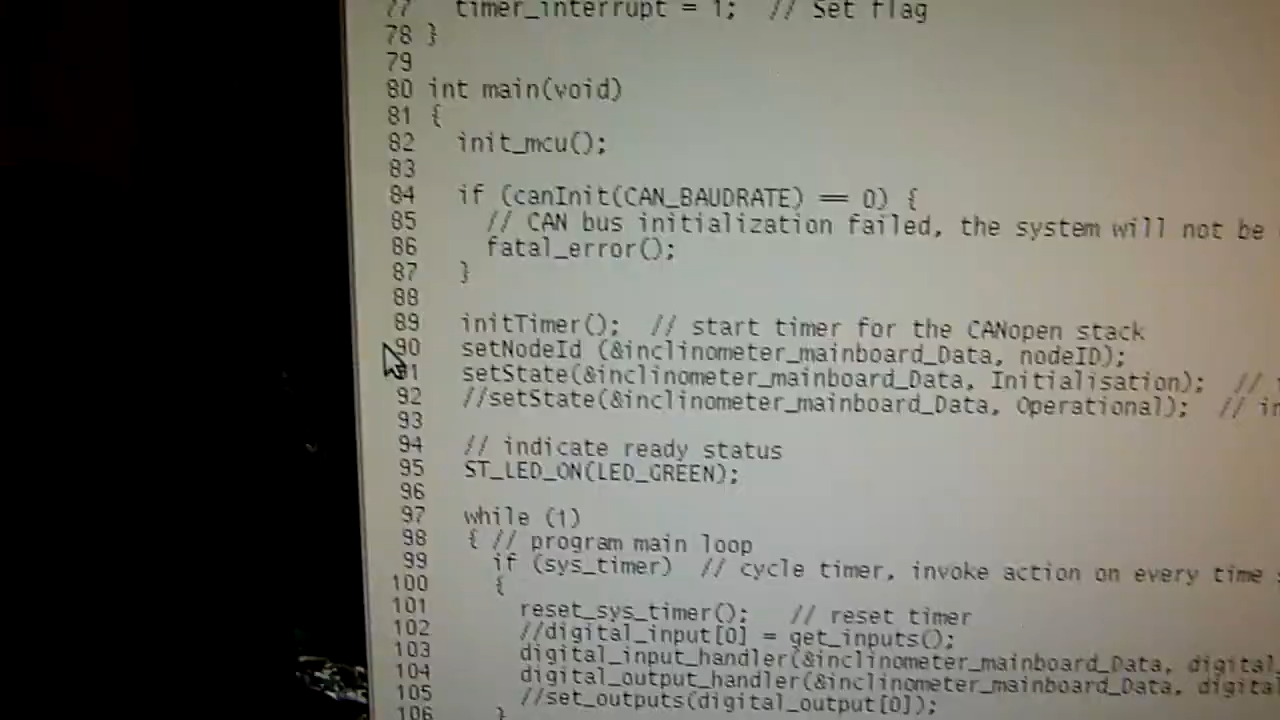 77 timer_interrupt = 1; // Set flag
78 }
79
80 int main(void)
81 {
82 init_mcu();
83
84 if (canInit(CAN_BAUDRATE) == 0) {
85 // CAN bus initialization failed, the system will not be
86 fatal_error();
87 }
88
89 initTimer(); // start timer for the CANopen stack
90 setNodeId (&inclinometer_mainboard_Data, nodeID);
91 setState(&inclinometer_mainboard_Data, Initialisation); //
92 //setState(&inclinometer_mainboard_Data, Operational); // in
93
94 // indicate ready status
95 ST_LED_ON(LED_GREEN);
96
97 while (1)
98 { // program main loop
99 if (sys_timer) // cycle timer, invoke action on every time
100 {
101 reset_sys_timer(); // reset timer
102 //digital_input[0] = get_inputs();
103 digital_input_handler(&inclinometer_mainboard_Data, digital
104 digital_output_handler(&inclinometer_mainboard_Data, digita
105 //set_outputs(digital_output[0]);
106 }